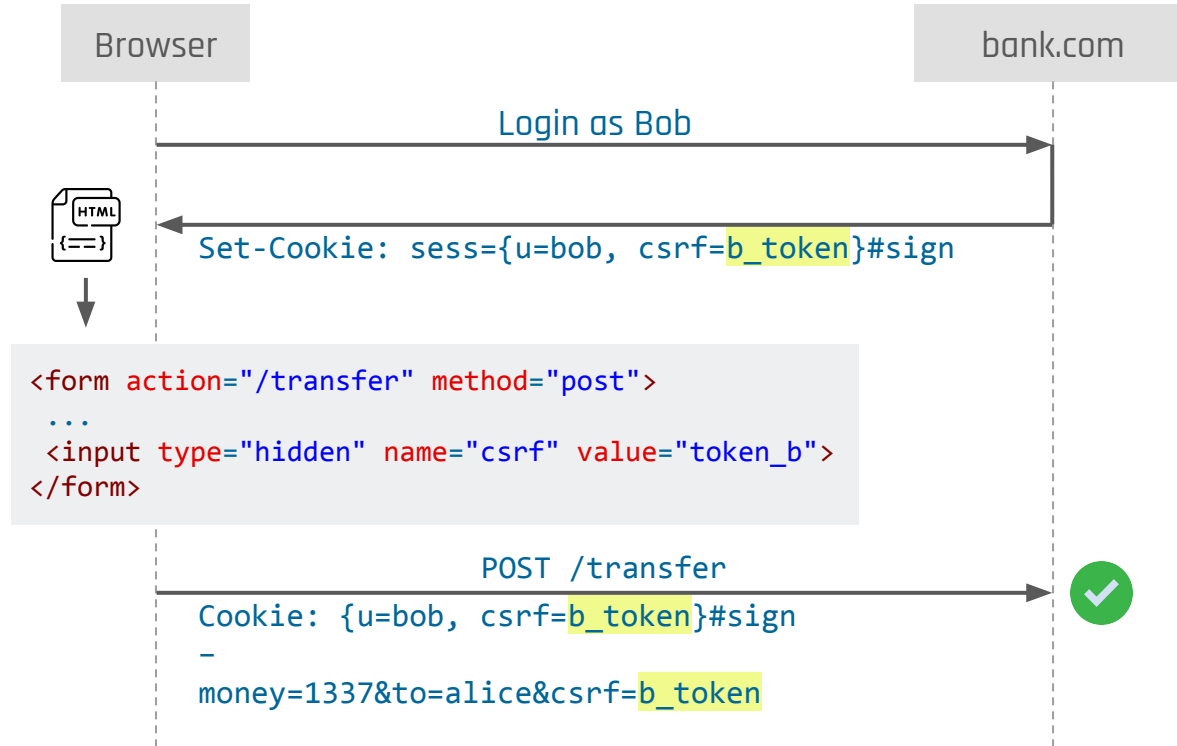 Browser
bank.com
Login as Bob
HTML
{==}
Set-Cookie: sess={u=bob, csrf=b_token}#sign
<form action="/transfer" method="post">
...
<input type="hidden" name="csrf" value="token_b">
</form>
POST /transfer
Cookie: {u=bob, csrf=b_token}#sign
–
money=1337&to=alice&csrf=b_token